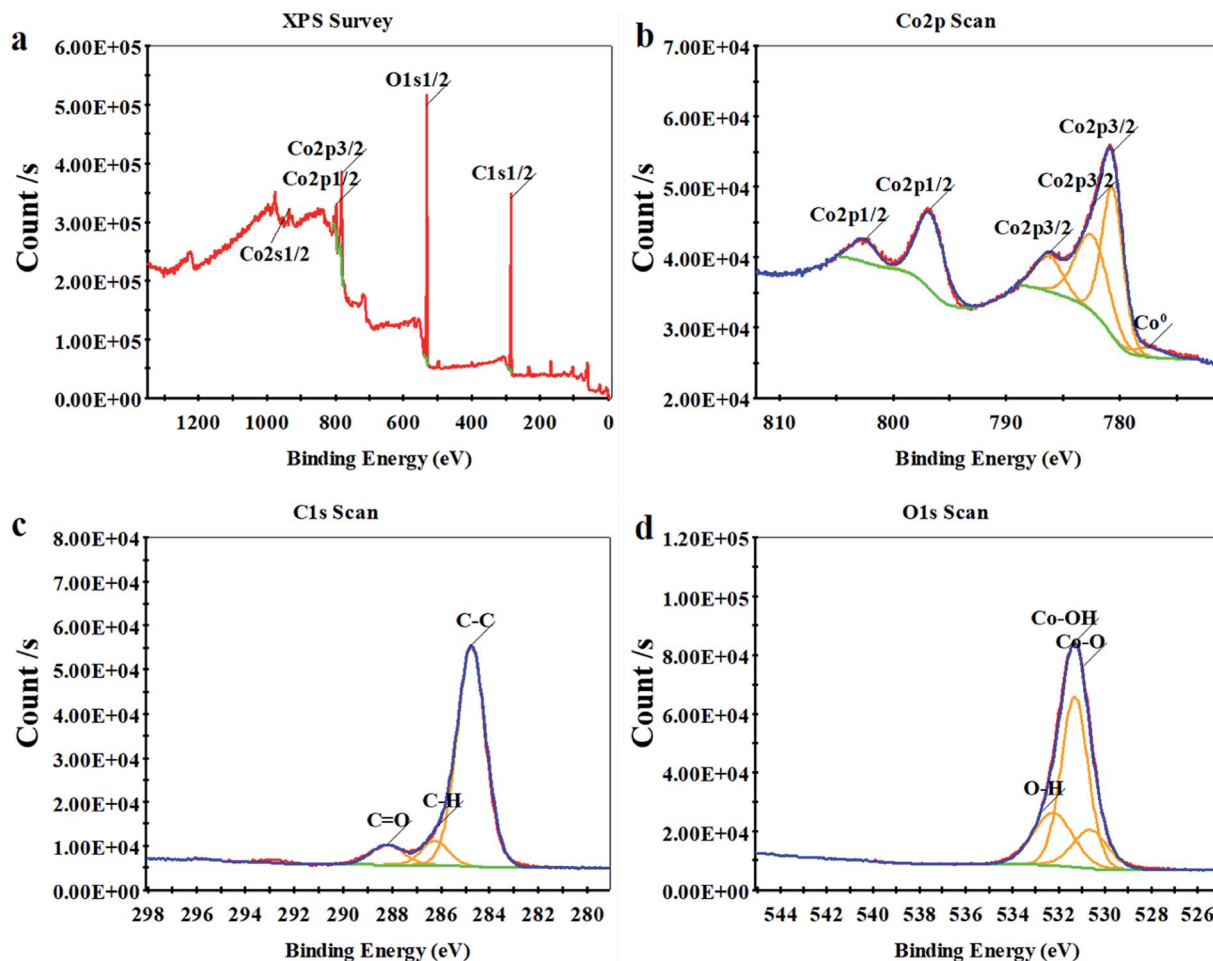 a
XPS Survey
6.00E+05
5.00E+05
4.00E+05
3.00E+05
2.00E+05
1.00E+05
0.00E+00
Count /s
O1s1/2
Co2p3/2
Co2p1/2
C1s1/2
Co2s1/2
1200 1000 800 600 400 200 0
Binding Energy (eV)
b
Co2p Scan
7.00E+04
6.00E+04
5.00E+04
4.00E+04
3.00E+04
2.00E+04
Count /s
Co2p3/2
Co2p1/2
Co2p3/2
Co2p1/2
Co2p3/2
Co⁰
810 800 790 780
Binding Energy (eV)
c
C1s Scan
8.00E+04
7.00E+04
6.00E+04
5.00E+04
4.00E+04
3.00E+04
2.00E+04
1.00E+04
0.00E+00
Count /s
C-C
C-H
C=O
298 296 294 292 290 288 286 284 282 280
Binding Energy (eV)
d
O1s Scan
1.20E+05
1.00E+05
8.00E+04
6.00E+04
4.00E+04
2.00E+04
0.00E+00
Count /s
Co-OH
Co-O
O-H
544 542 540 538 536 534 532 530 528 526
Binding Energy (eV)